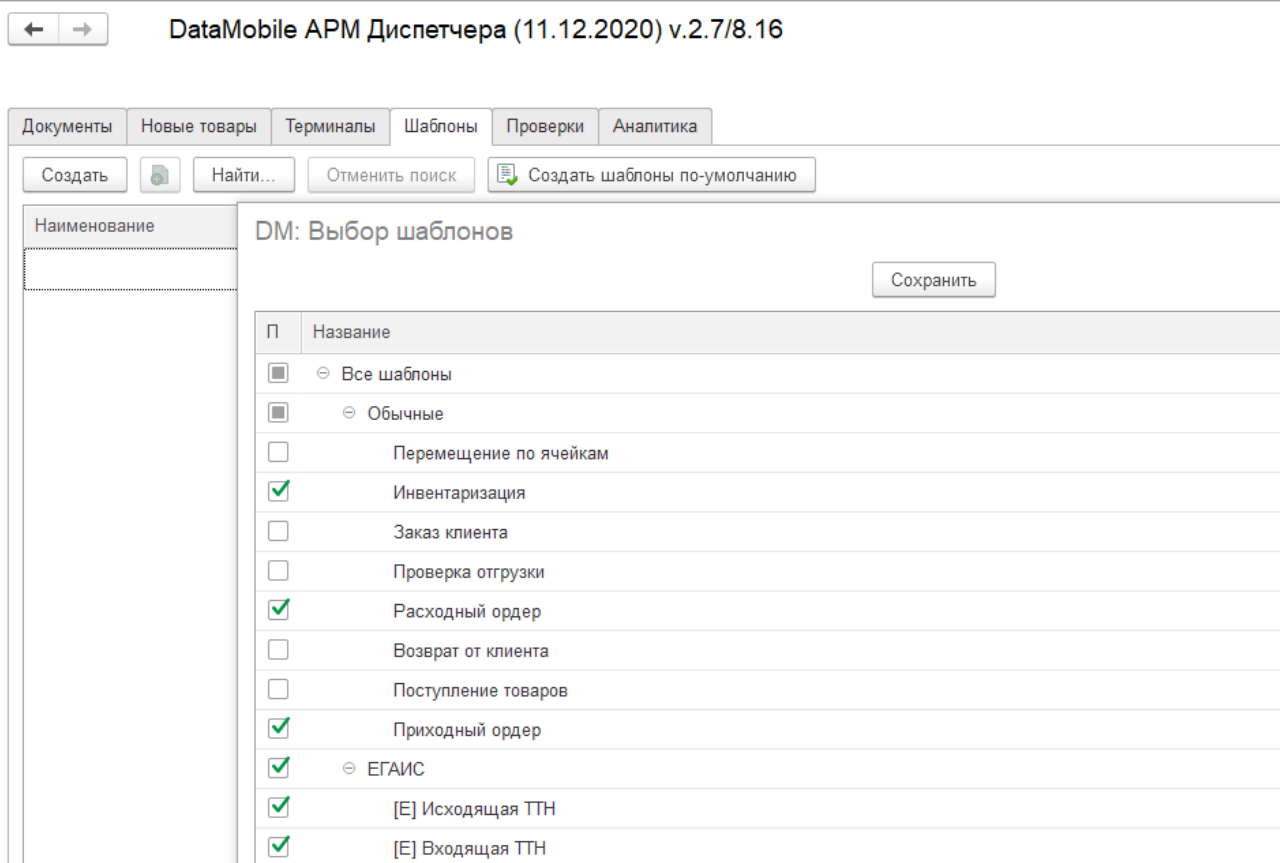 DataMobile АРМ Диспетчера (11.12.2020) v.2.7/8.16
Документы Новые товары Терминалы Шаблоны Проверки Аналитика
Создать Найти... Отменить поиск Создать шаблоны по-умолчанию
Наименование
DM: Выбор шаблонов
Сохранить
П Название
Все шаблоны
Обычные
Перемещение по ячейкам
Инвентаризация
Заказ клиента
Проверка отгрузки
Расходный ордер
Возврат от клиента
Поступление товаров
Приходный ордер
ЕГАИС
[Е] Исходящая ТТН
[Е] Входящая ТТН